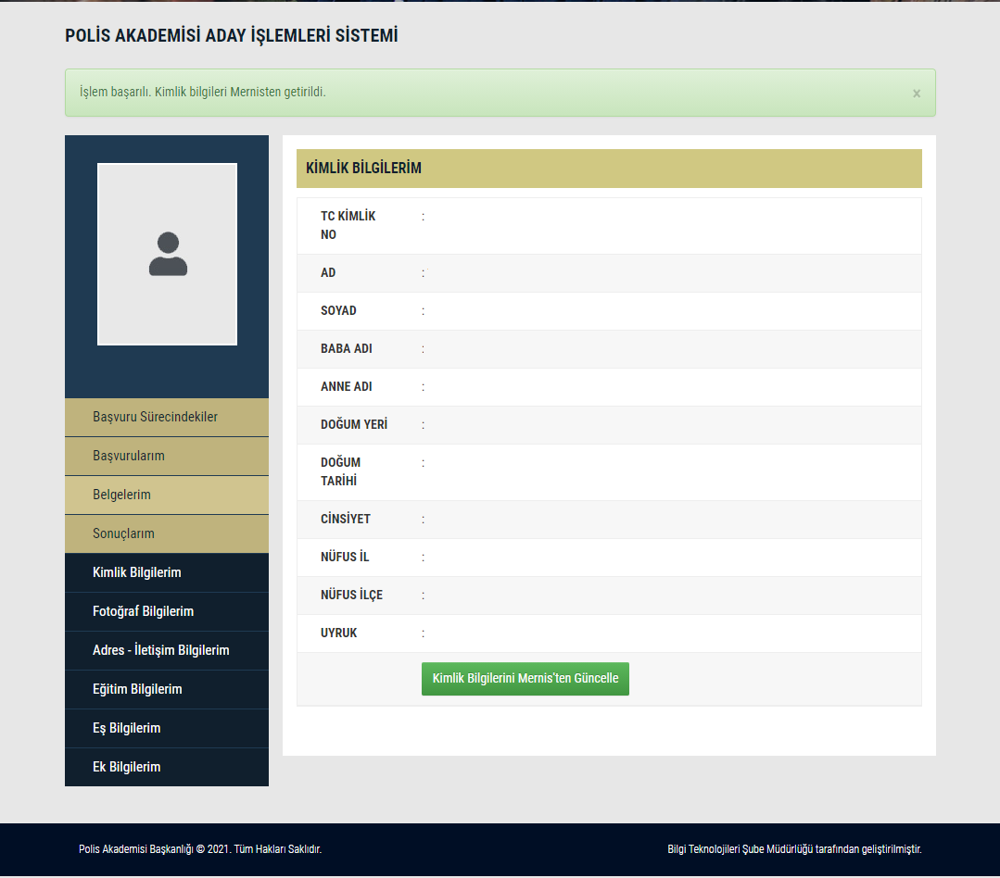 POLİS AKADEMİSİ ADAY İŞLEMLERİ SİSTEMİ
İşlem başarılı. Kimlik bilgileri Mernisten getirildi.
×
Başvuru Sürecindekiler
Başvurularım
Belgelerim
Sonuçlarım
Kimlik Bilgilerim
Fotoğraf Bilgilerim
Adres - İletişim Bilgilerim
Eğitim Bilgilerim
Eş Bilgilerim
Ek Bilgilerim
KİMLİK BİLGİLERİM
TC KİMLİK :
NO
AD :
SOYAD :
BABA ADI :
ANNE ADI :
DOĞUM YERİ :
DOĞUM :
TARİHİ
CİNSİYET :
NÜFUS İL :
NÜFUS İLÇE :
UYRUK :
Kimlik Bilgilerini Mernis'ten Güncelle
Polis Akademisi Başkanlığı © 2021. Tüm Hakları Saklıdır.
Bilgi Teknolojileri Şube Müdürlüğü tarafından geliştirilmiştir.